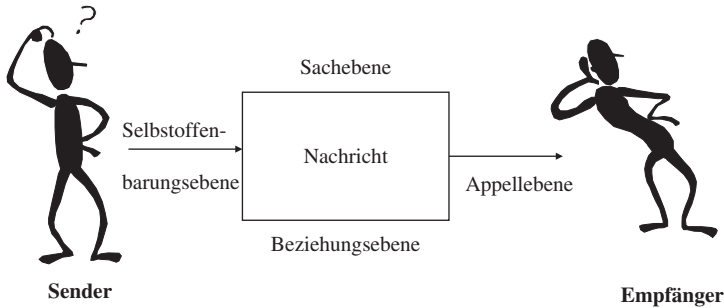 ?
Sachebene
Selbstoffen-
barungsebene
Nachricht
Appellebene
Beziehungsebene
Sender
Empfänger